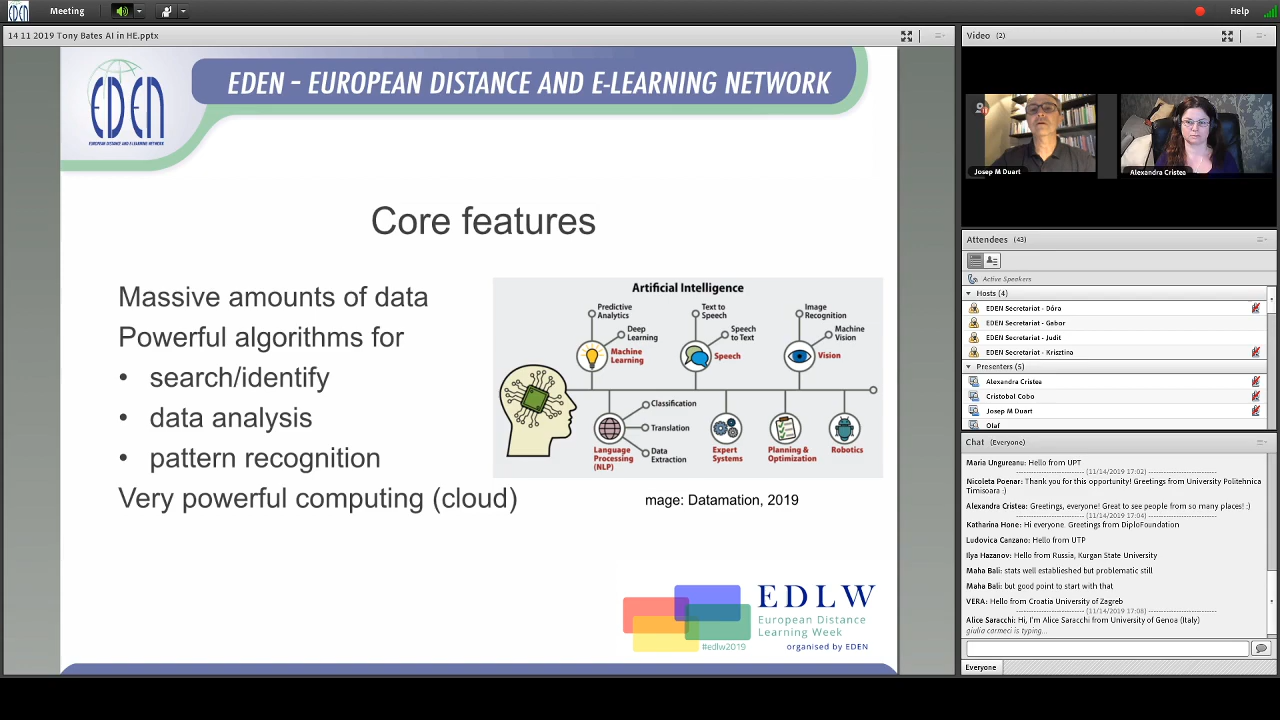 Meeting
Help
14 11 2019 Tony Bates AI in HE.pptx
EDEN
EUROPEAN DISTANCE AND E-LEARNING NETWORK
EDEN - EUROPEAN DISTANCE AND E-LEARNING NETWORK
Core features
Massive amounts of data
Powerful algorithms for
• search/identify
• data analysis
• pattern recognition
Very powerful computing (cloud)
Artificial Intelligence
Predictive
Analytics
Deep
Learning
Machine
Learning
Text to
Speech
Speech
to Text
Speech
Image
Recognition
Machine
Vision
Vision
Classification
Translation
Data
Extraction
Language
Processing
(NLP)
Expert
Systems
Planning &
Optimization
Robotics
mage: Datamation, 2019
EDLW
European Distance
Learning Week
#edlw2019
organised by EDEN
Video (2)
Josep M Duart
Alexandra Cristea
Attendees (43)
Active Speakers
Hosts (4)
EDEN Secretariat - Dóra
EDEN Secretariat - Gabor
EDEN Secretariat - Judit
EDEN Secretariat - Krisztina
Presenters (5)
Alexandra Cristea
Cristobal Cobo
Josep M Duart
Olaf
Chat (Everyone)
Maria Ungureanu: Hello from UPT
(11/14/2019 17:02)
Nicoleta Poenar: Thank you for this opportunity! Greetings from University Politehnica
Timisoara :)
Alexandra Cristea: Greetings, everyone! Great to see people from so many places! :)
(11/14/2019 17:04)
Katharina Hone: Hi everyone. Greetings from DiploFoundation
Ludovica Canzano: Hello from UTP
Ilya Hazanov: Hello from Russia, Kurgan State University
Maha Bali: stats well establieshed but problematic still
Maha Bali: but good point to start with that
VERA: Hello from Croatia University of Zagreb
(11/14/2019 17:08)
Alice Saracchi: Hi, I'm Alice Saracchi from University of Genoa (Italy)
giulia carmeci is typing...
Everyone